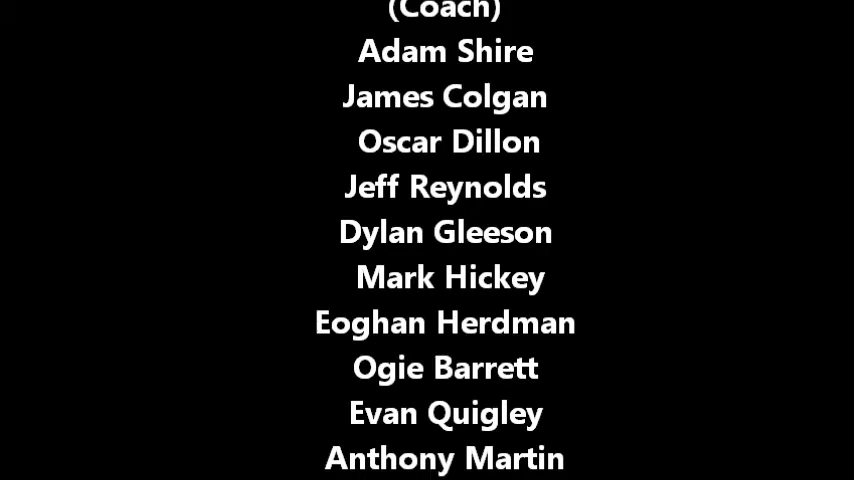 (Coach)
Adam Shire
James Colgan
Oscar Dillon
Jeff Reynolds
Dylan Gleeson
Mark Hickey
Eoghan Herdman
Ogie Barrett
Evan Quigley
Anthony Martin